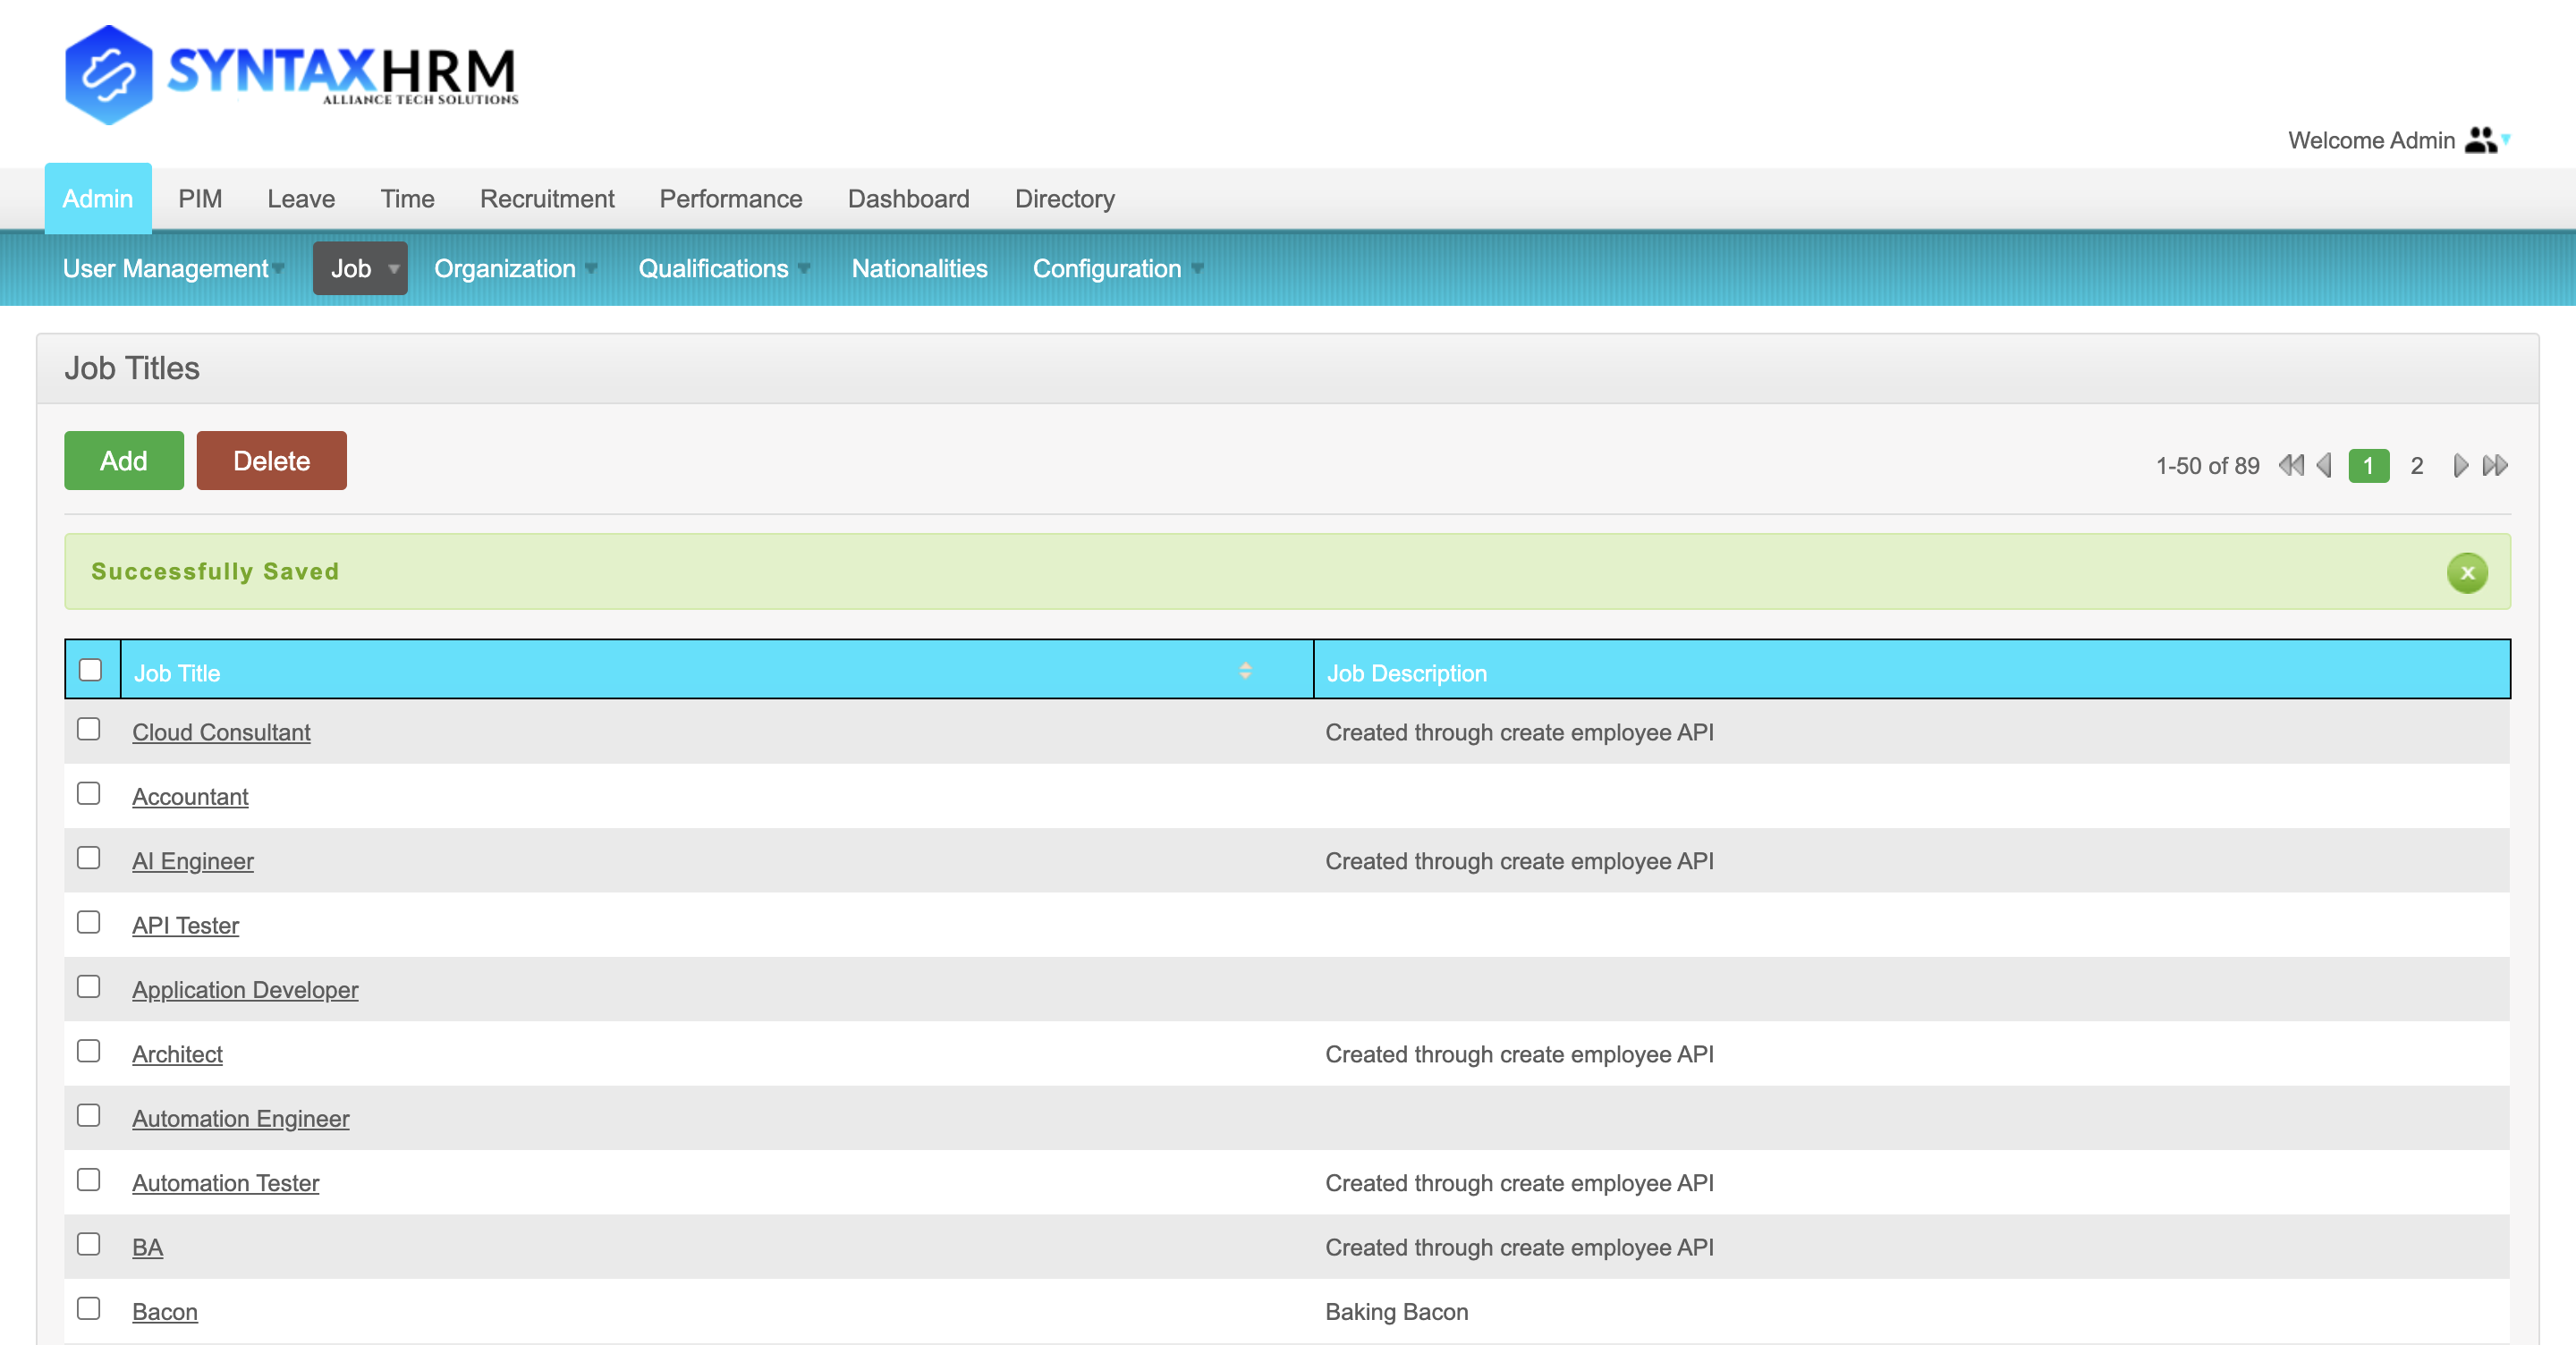 SYNTAXHRM
ALLIANCE TECH SOLUTIONS
Welcome Admin
Admin PIM Leave Time Recruitment Performance Dashboard Directory
User Management Job Organization Qualifications Nationalities Configuration
Job Titles
Add Delete 1-50 of 89 1 2
Successfully Saved x
Job Title Job Description
Cloud Consultant Created through create employee API
Accountant
AI Engineer Created through create employee API
API Tester
Application Developer
Architect Created through create employee API
Automation Engineer
Automation Tester Created through create employee API
BA Created through create employee API
Bacon Baking Bacon